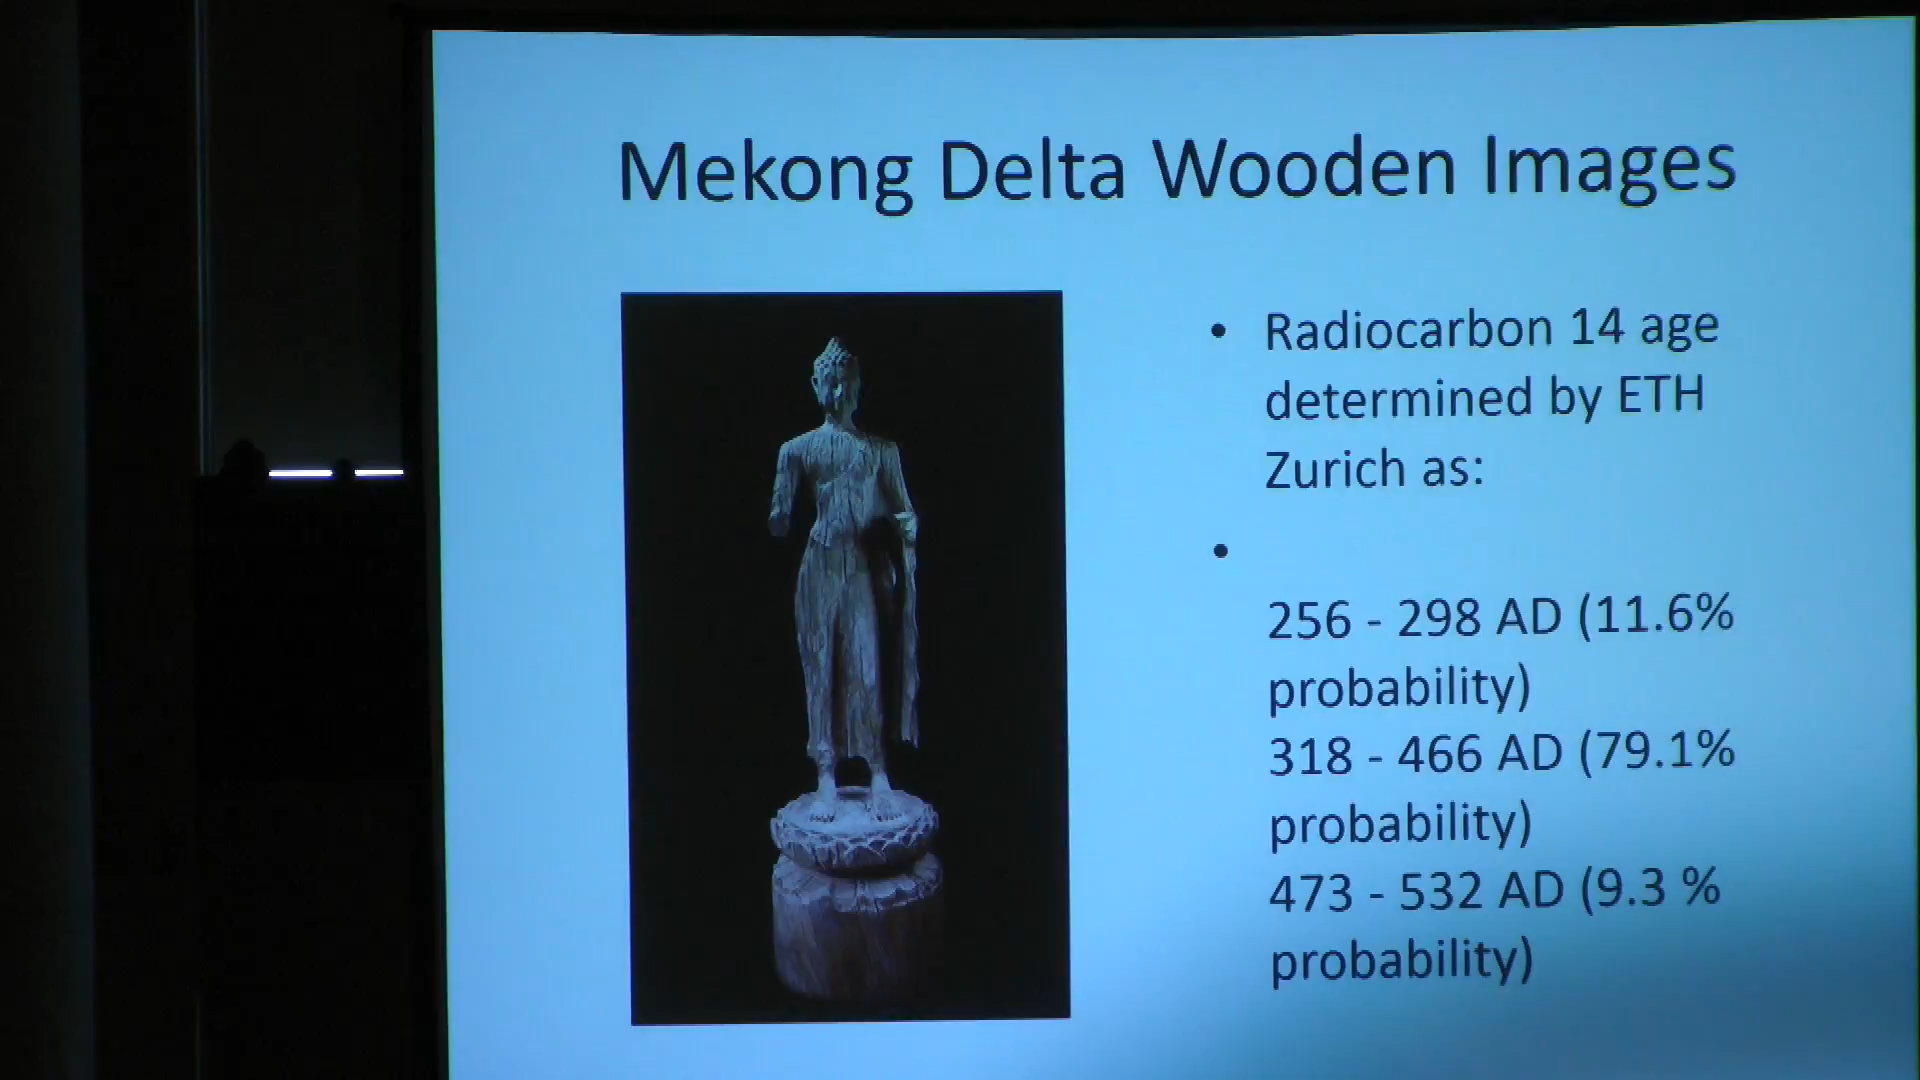 Mekong Delta Wooden Images
• Radiocarbon 14 age
determined by ETH
Zurich as:
•
256 - 298 AD (11.6%
probability)
318 - 466 AD (79.1%
probability)
473 - 532 AD (9.3 %
probability)